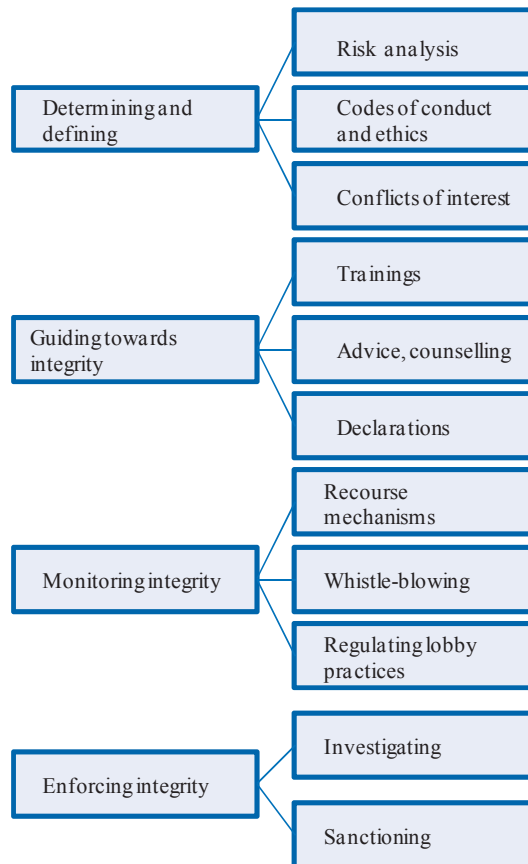 Determining and
defining
Risk analysis
Codes of conduct
and ethics
Conflicts of interest
Guiding towards
integrity
Trainings
Advice, counselling
Declarations
Monitoring integrity
Recourse
mechanisms
Whistle-blowing
Regulating lobby
practices
Enforcing integrity
Investigating
Sanctioning